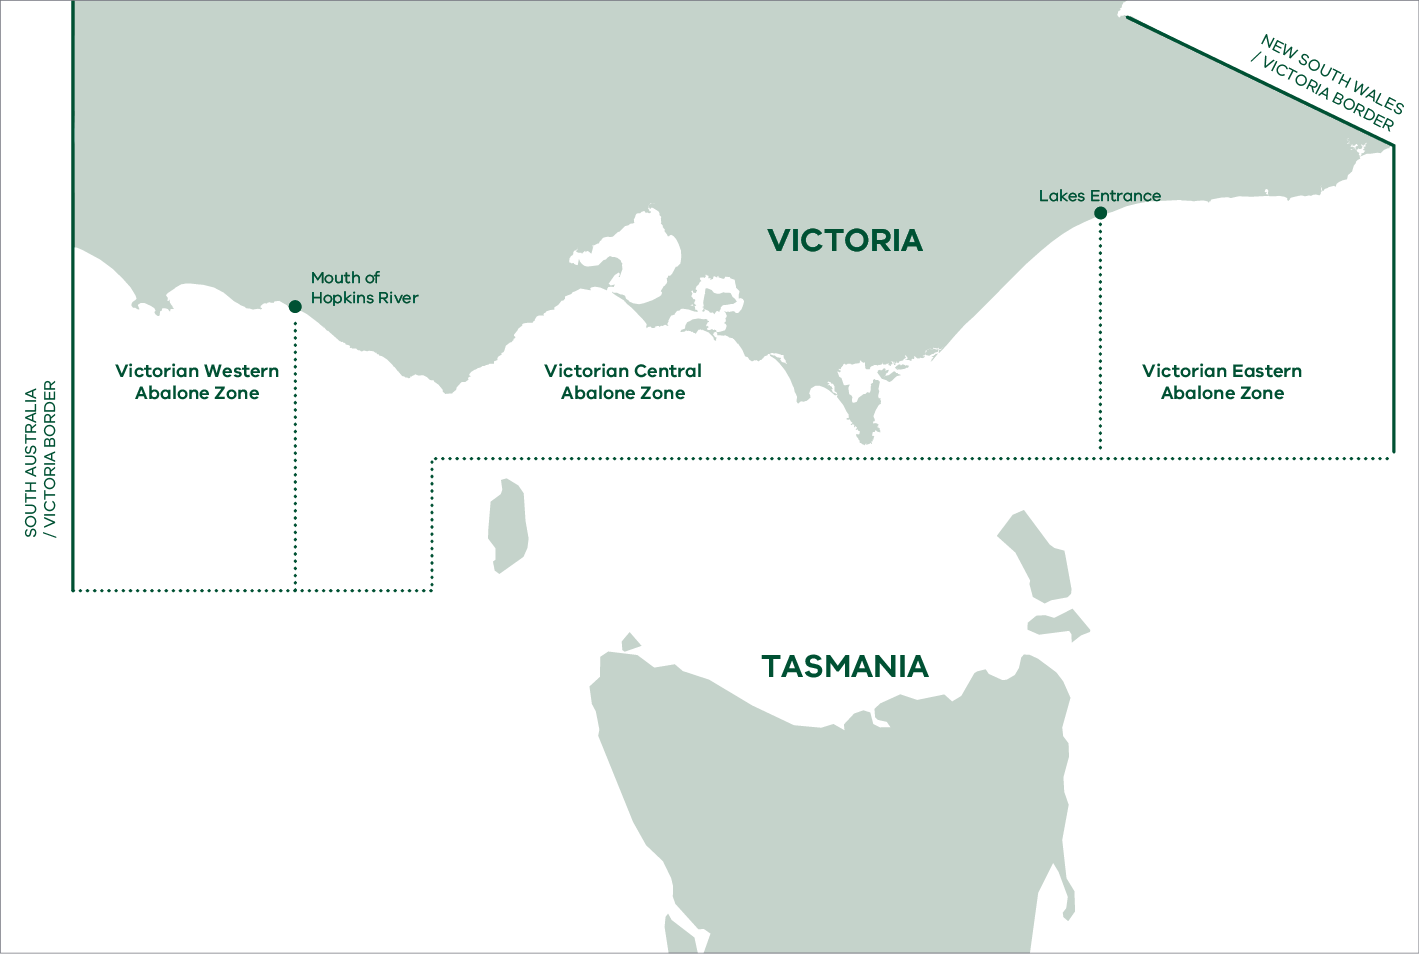 NEW SOUTH WALES
/ VICTORIA BORDER
Lakes Entrance
VICTORIA
Mouth of
Hopkins River
Victorian Western
Abalone Zone
Victorian Central
Abalone Zone
Victorian Eastern
Abalone Zone
SOUTH AUSTRALIA
/ VICTORIA BORDER
TASMANIA